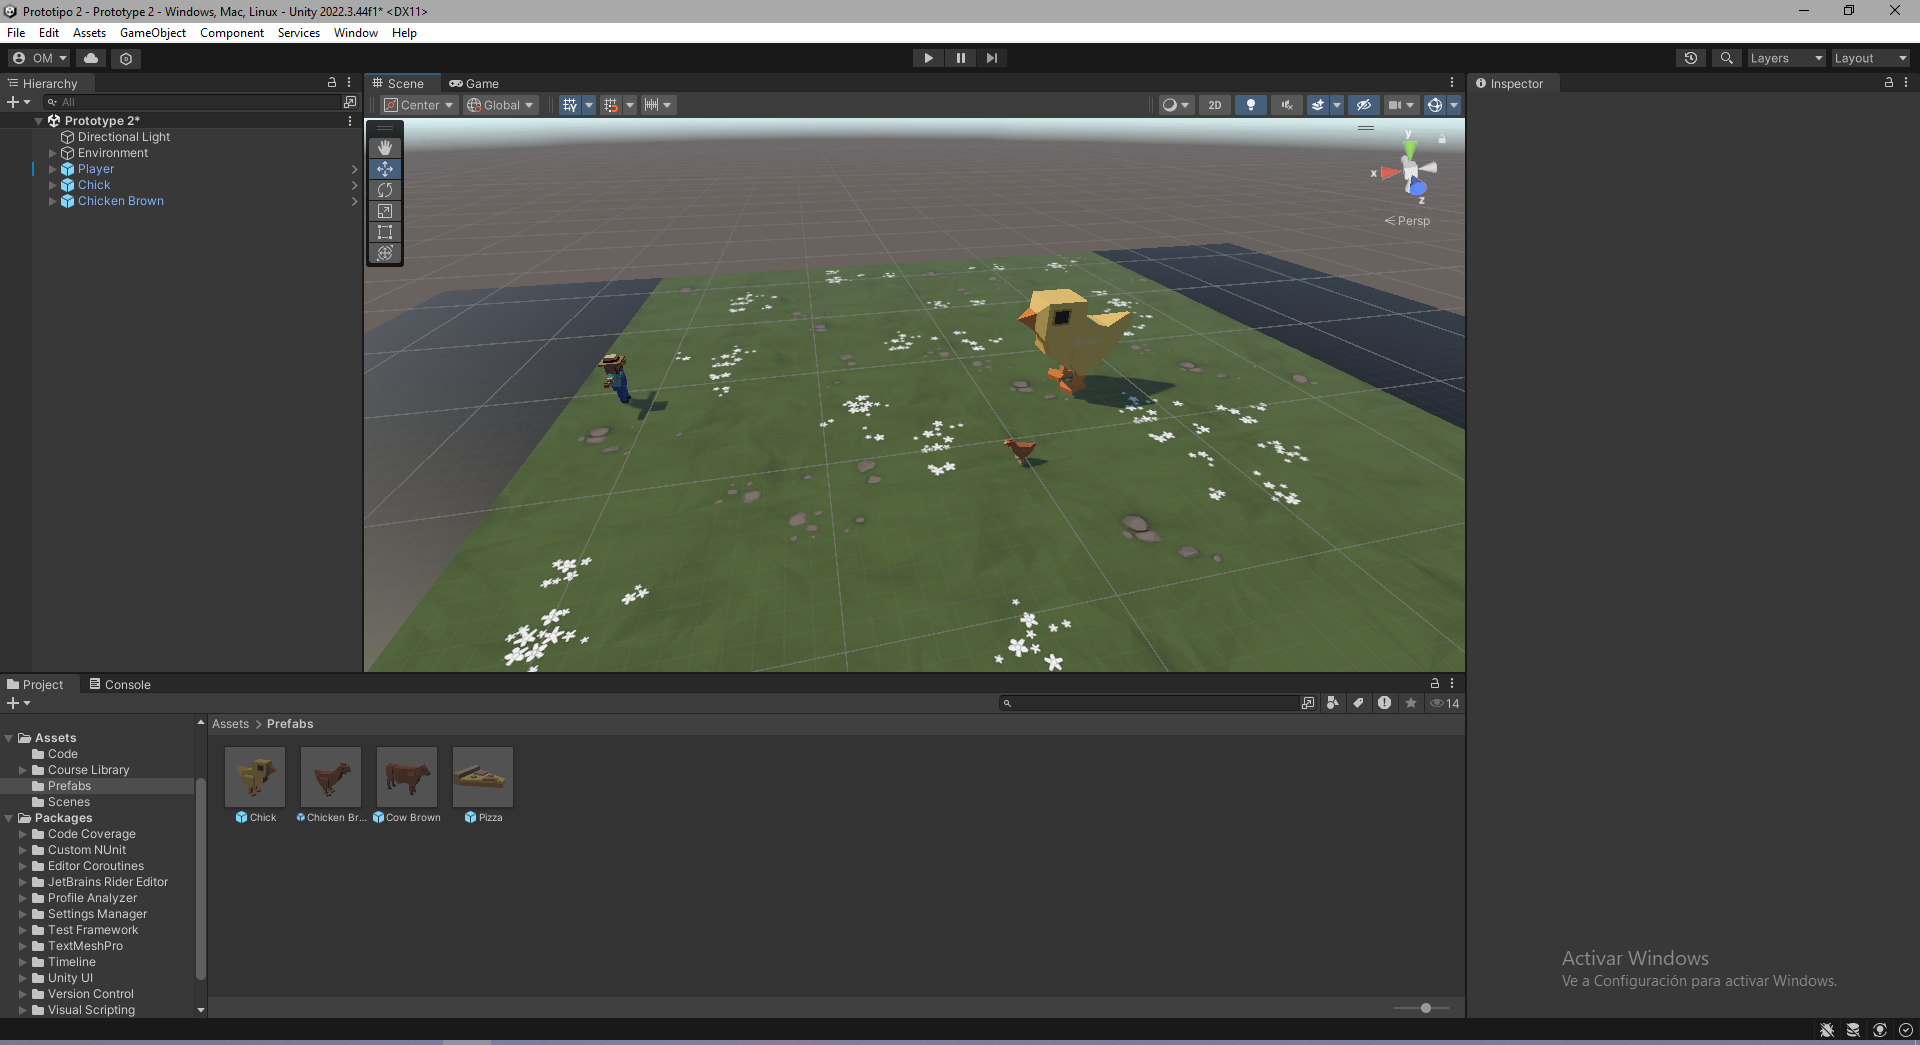 Prototipo 2 - Prototype 2 - Windows, Mac, Linux - Unity 2022.3.44f1* <DX11>
File Edit Assets GameObject Component Services Window Help
OM Layers Layout
Hierarchy
All
Prototype 2*
Directional Light
Environment
Player
Chick
Chicken Brown
Scene Game
Center Global 2D
y
x
z
Persp
Inspector
Project Console
14
Assets
Code
Course Library
Prefabs
Scenes
Packages
Code Coverage
Custom NUnit
Editor Coroutines
JetBrains Rider Editor
Profile Analyzer
Settings Manager
Test Framework
TextMeshPro
Timeline
Unity UI
Version Control
Visual Scripting
Assets > Prefabs
Chick Chicken Br... Cow Brown Pizza
Activar Windows
Ve a Configuración para activar Windows.